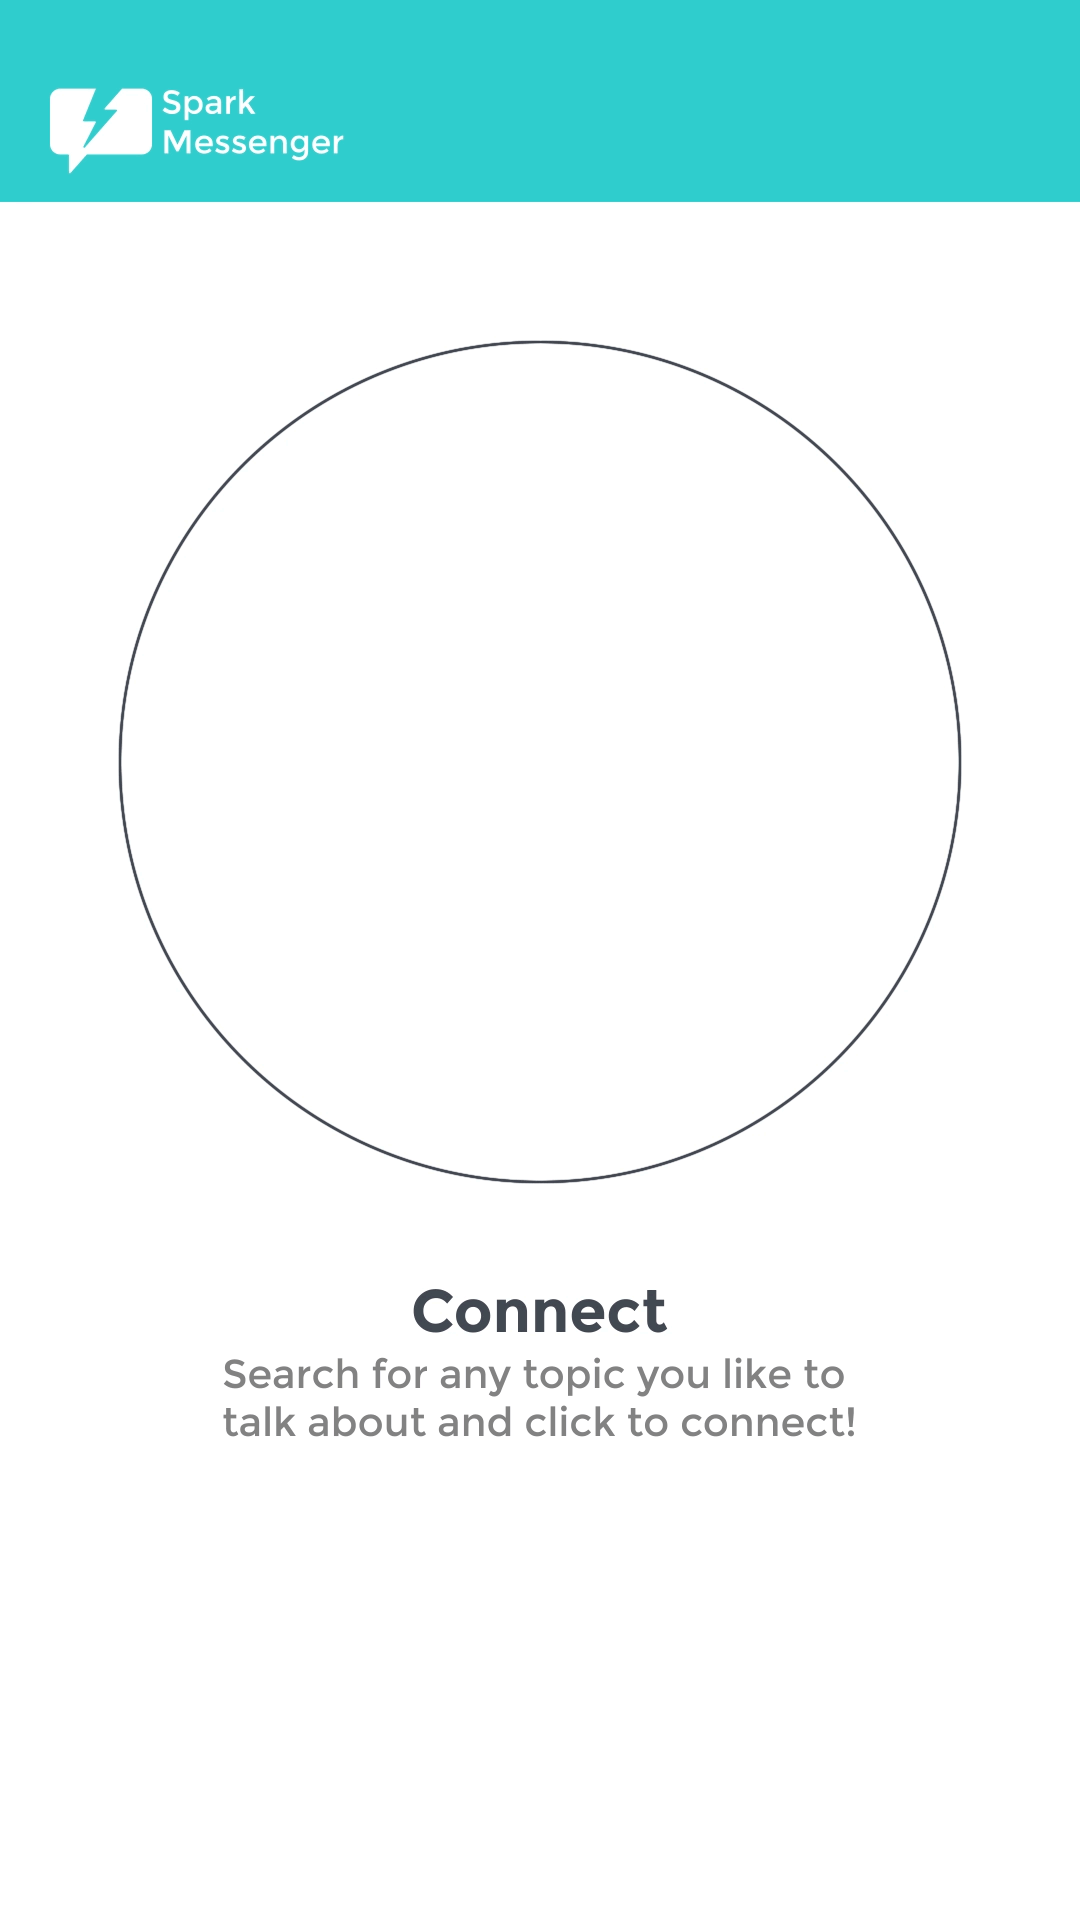 Spark
Messenger
Connect
Search for any topic you like to
talk about and click to connect!